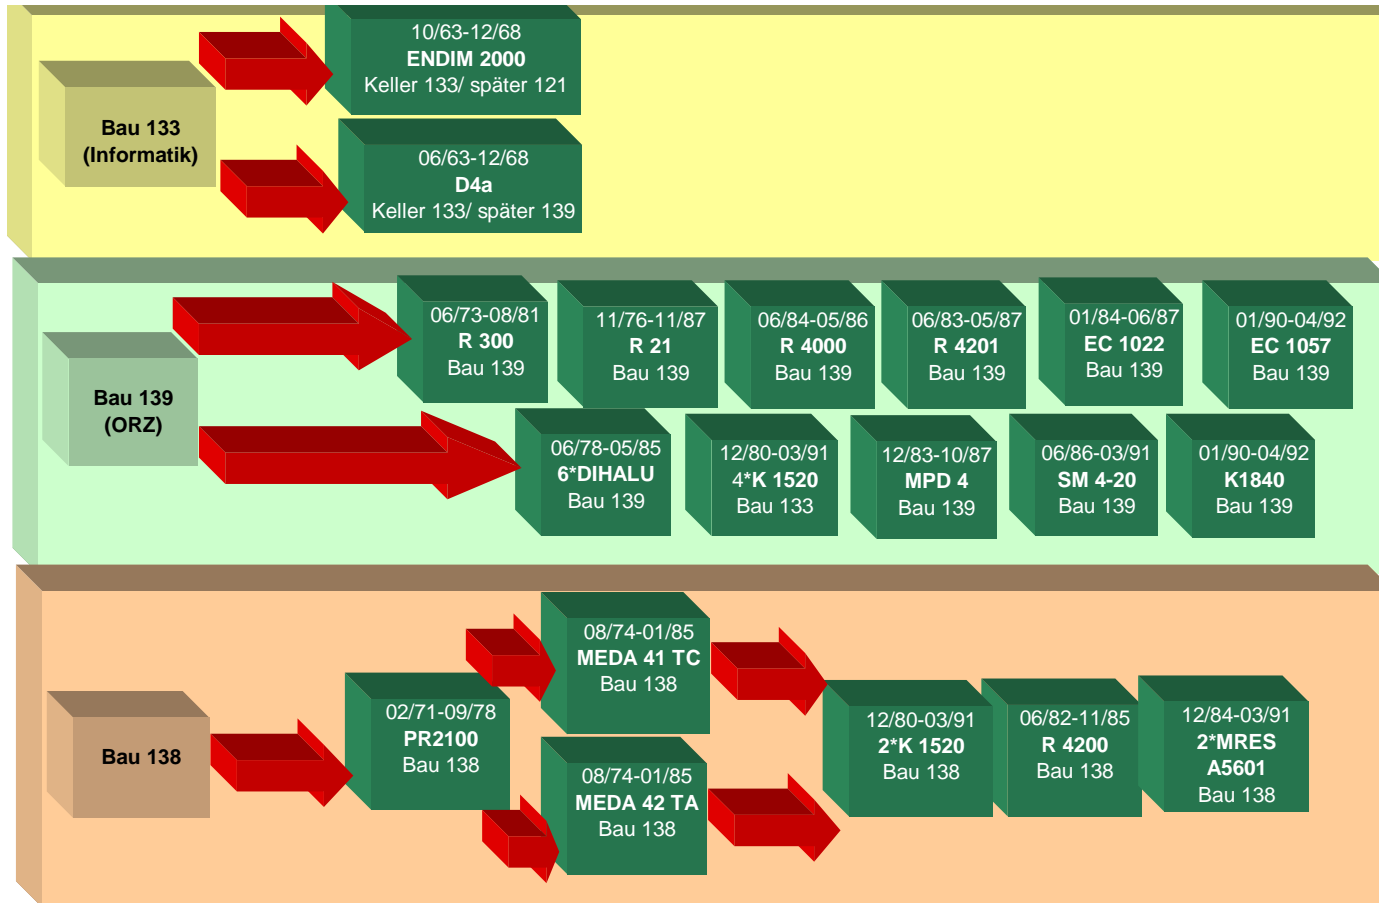 Bau 133
(Informatik)
10/63-12/68
ENDIM 2000
Keller 133/ später 121
06/63-12/68
D4a
Keller 133/ später 139
Bau 139
(ORZ)
06/73-08/81
R 300
Bau 139
11/76-11/87
R 21
Bau 139
06/84-05/86
R 4000
Bau 139
06/83-05/87
R 4201
Bau 139
01/84-06/87
EC 1022
Bau 139
01/90-04/92
EC 1057
Bau 139
06/78-05/85
6*DIHALU
Bau 139
12/80-03/91
4*K 1520
Bau 133
12/83-10/87
MPD 4
Bau 139
06/86-03/91
SM 4-20
Bau 139
01/90-04/92
K1840
Bau 139
Bau 138
02/71-09/78
PR2100
Bau 138
08/74-01/85
MEDA 41 TC
Bau 138
08/74-01/85
MEDA 42 TA
Bau 138
12/80-03/91
2*K 1520
Bau 138
06/82-11/85
R 4200
Bau 138
12/84-03/91
2*MRES
A5601
Bau 138